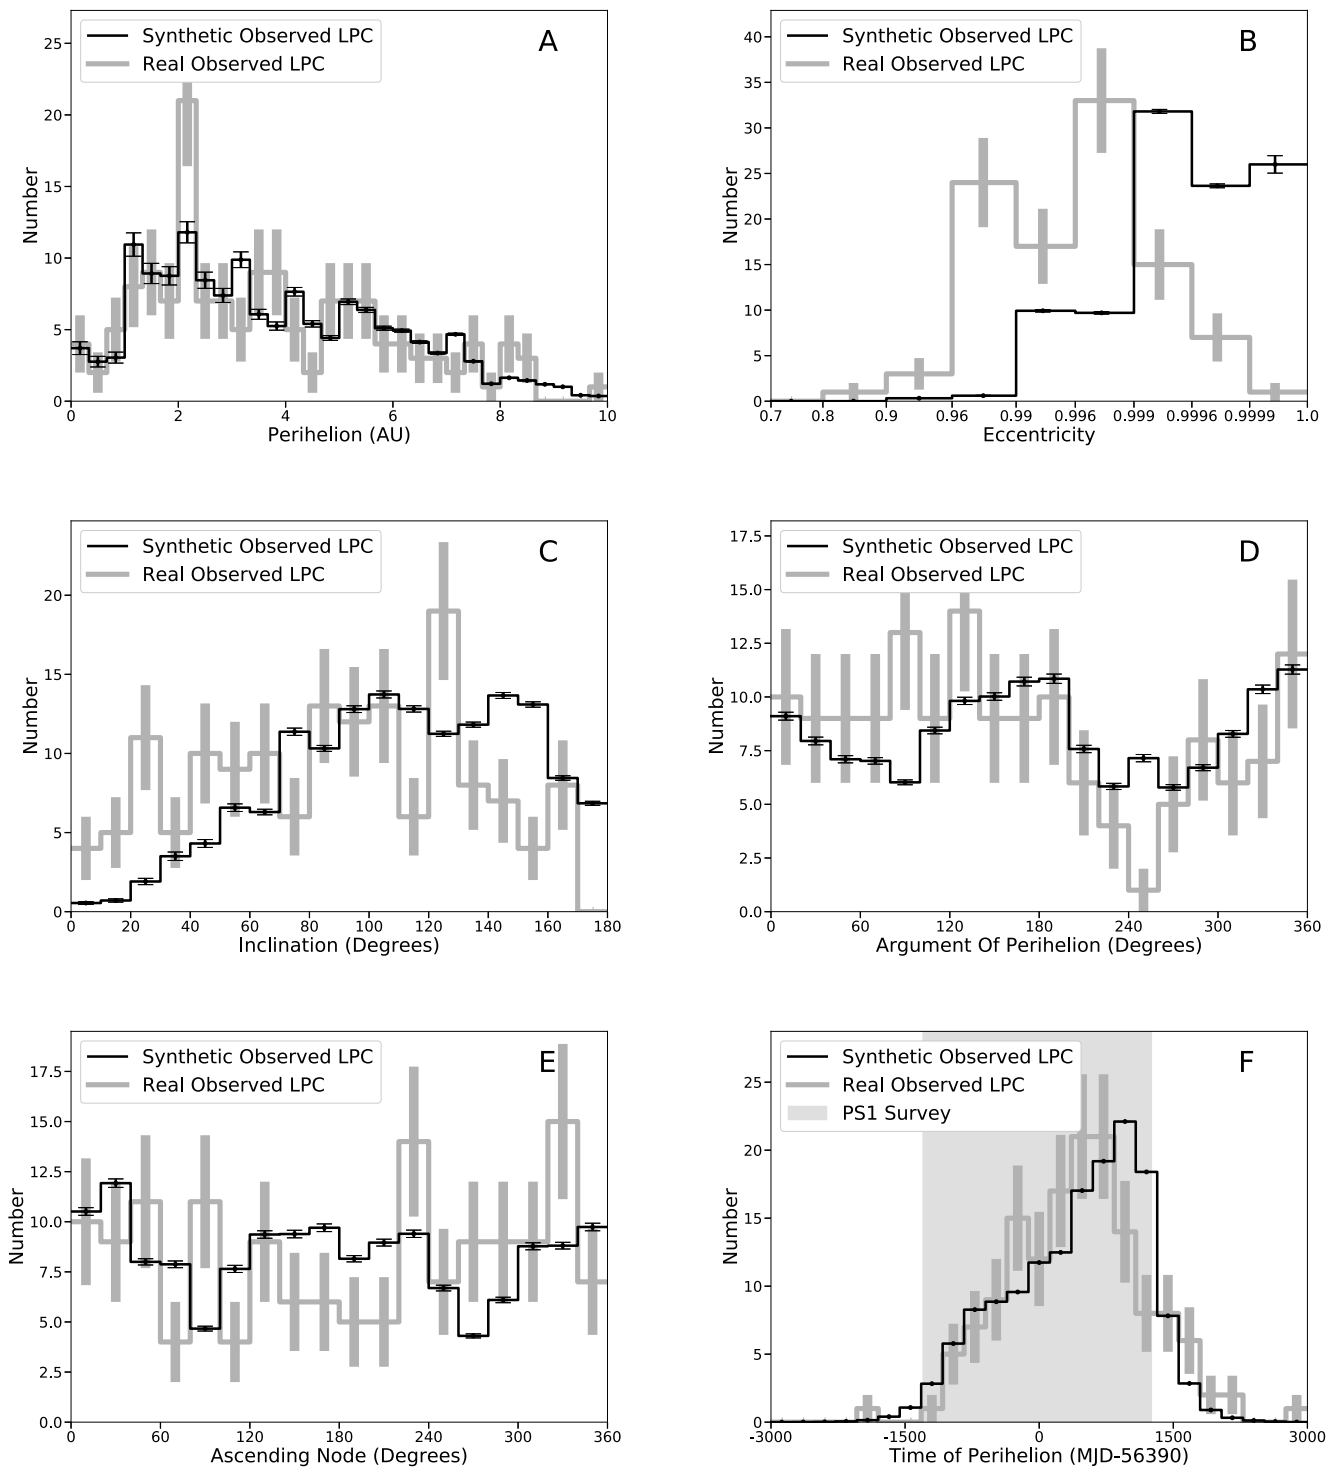 A
Synthetic Observed LPC
Real Observed LPC
Number
0
5
10
15
20
25
0 2 4 6 8 10
Perihelion (AU)
B
Synthetic Observed LPC
Real Observed LPC
Number
0
5
10
15
20
25
30
35
40
0.7 0.8 0.9 0.96 0.99 0.996 0.999 0.9996 0.9999 1.0
Eccentricity
C
Synthetic Observed LPC
Real Observed LPC
Number
0
5
10
15
20
0 20 40 60 80 100 120 140 160 180
Inclination (Degrees)
D
Synthetic Observed LPC
Real Observed LPC
Number
0.0
2.5
5.0
7.5
10.0
12.5
15.0
17.5
0 60 120 180 240 300 360
Argument Of Perihelion (Degrees)
E
Synthetic Observed LPC
Real Observed LPC
Number
0.0
2.5
5.0
7.5
10.0
12.5
15.0
17.5
0 60 120 180 240 300 360
Ascending Node (Degrees)
F
Synthetic Observed LPC
Real Observed LPC
PS1 Survey
Number
0
5
10
15
20
25
-3000 -1500 0 1500 3000
Time of Perihelion (MJD-56390)